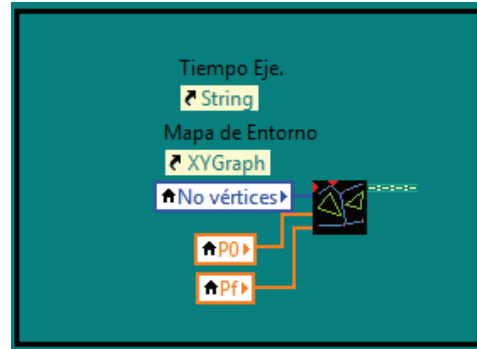 Tiempo Eje.
String
Mapa de Entorno
XYGraph
No vértices
P0
Pf